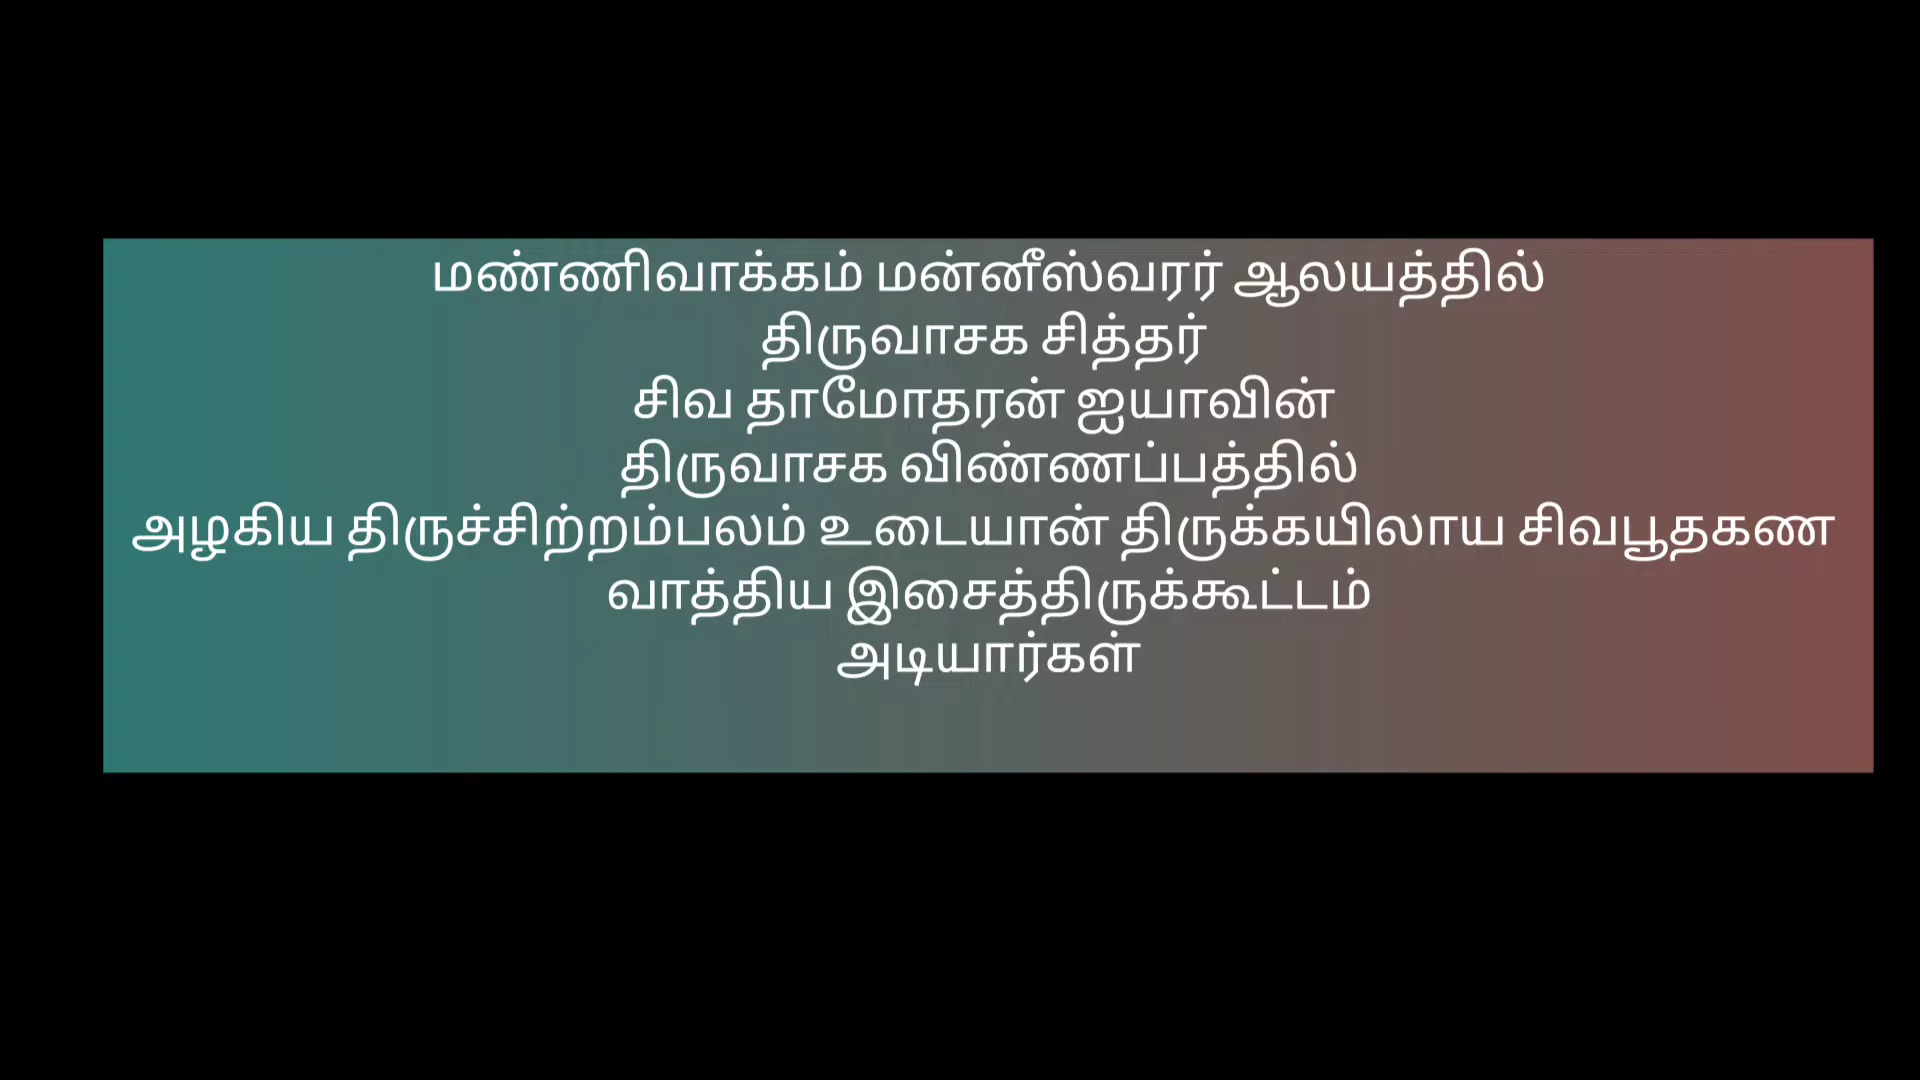 மண்ணிவாக்கம் மன்னீஸ்வரர் ஆலயத்தில்
திருவாசக சித்தர்
சிவ தாமோதரன் ஐயாவின்
திருவாசக விண்ணப்பத்தில்
அழகிய திருச்சிற்றம்பலம் உடையான் திருக்கயிலாய சிவபூதகண
வாத்திய இசைத்திருக்கூட்டம்
அடியார்கள்